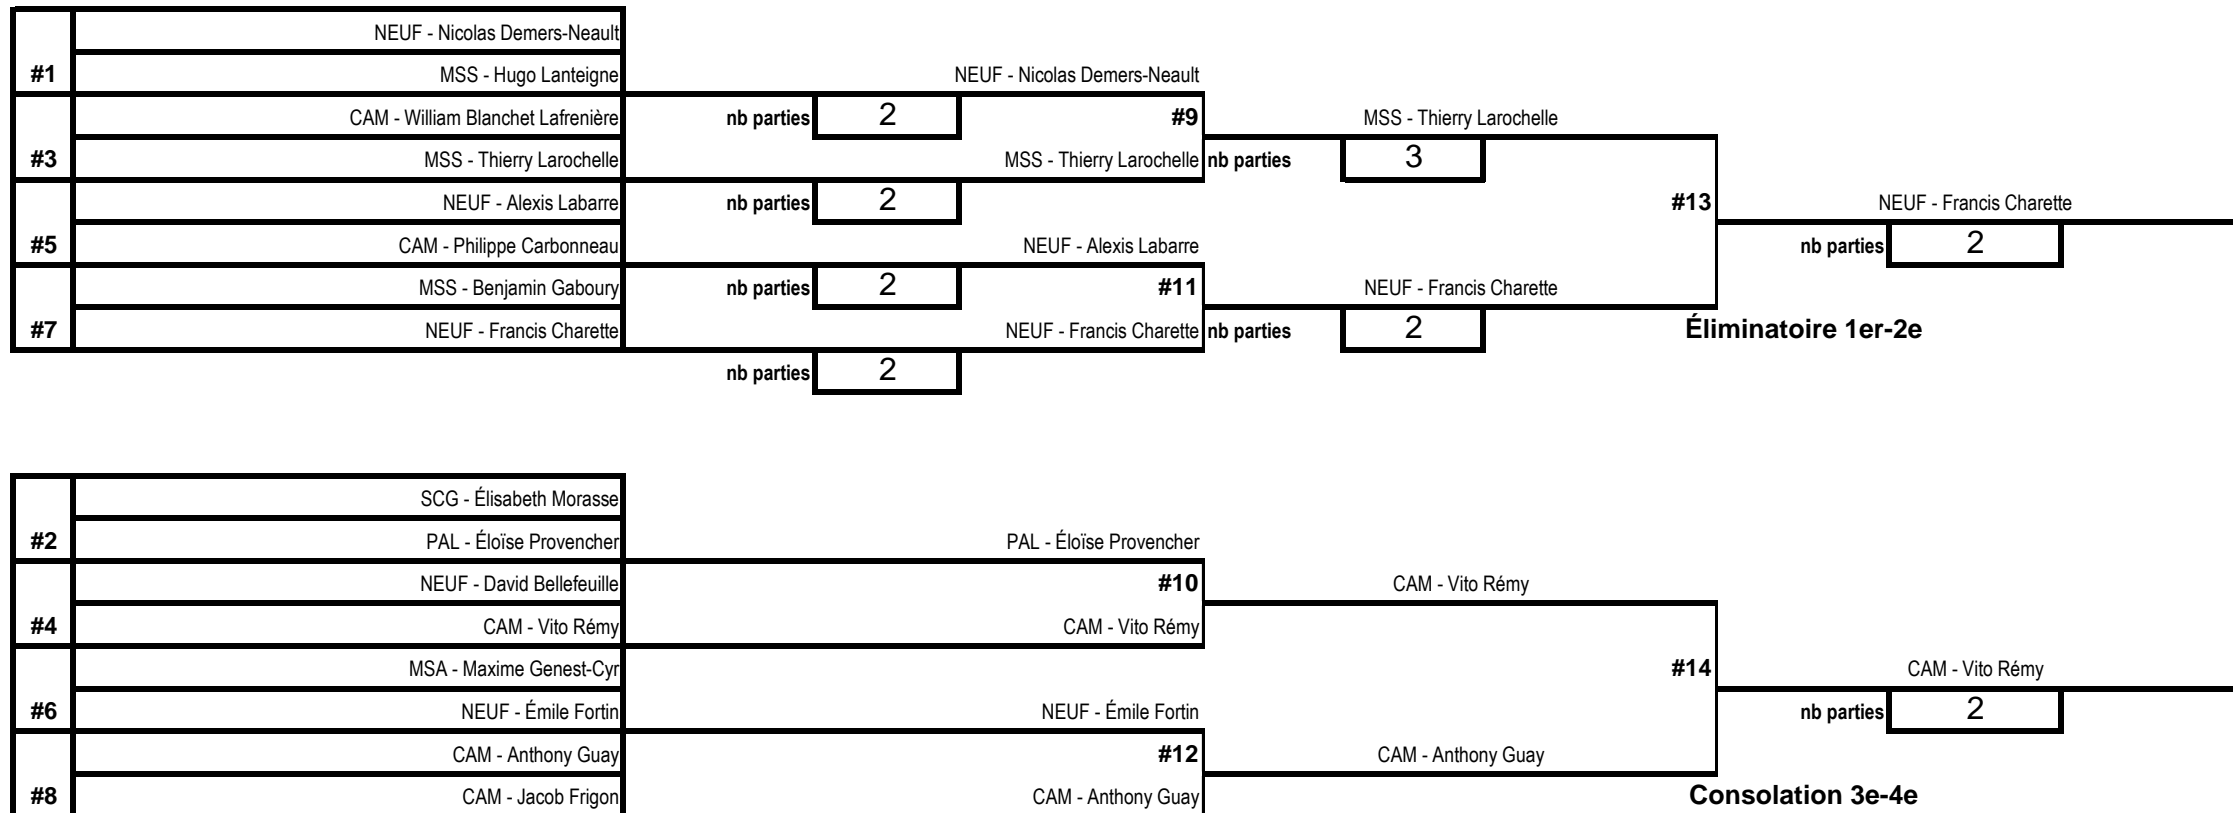 NEUF - Nicolas Demers-Neault
#1 MSS - Hugo Lanteigne NEUF - Nicolas Demers-Neault
CAM - William Blanchet Lafrenière nb parties 2 #9 MSS - Thierry Larochelle
#3 MSS - Thierry Larochelle MSS - Thierry Larochelle nb parties 3
NEUF - Alexis Labarre nb parties 2 #13 NEUF - Francis Charette
#5 CAM - Philippe Carbonneau NEUF - Alexis Labarre nb parties 2
MSS - Benjamin Gaboury nb parties 2 #11 NEUF - Francis Charette
#7 NEUF - Francis Charette NEUF - Francis Charette nb parties 2 Éliminatoire 1er-2e
nb parties 2
SCG - Élisabeth Morasse
#2 PAL - Éloïse Provencher PAL - Éloïse Provencher
NEUF - David Bellefeuille #10 CAM - Vito Rémy
#4 CAM - Vito Rémy CAM - Vito Rémy
MSA - Maxime Genest-Cyr #14 CAM - Vito Rémy
#6 NEUF - Émile Fortin NEUF - Émile Fortin nb parties 2
CAM - Anthony Guay #12 CAM - Anthony Guay
#8 CAM - Jacob Frigon CAM - Anthony Guay Consolation 3e-4e